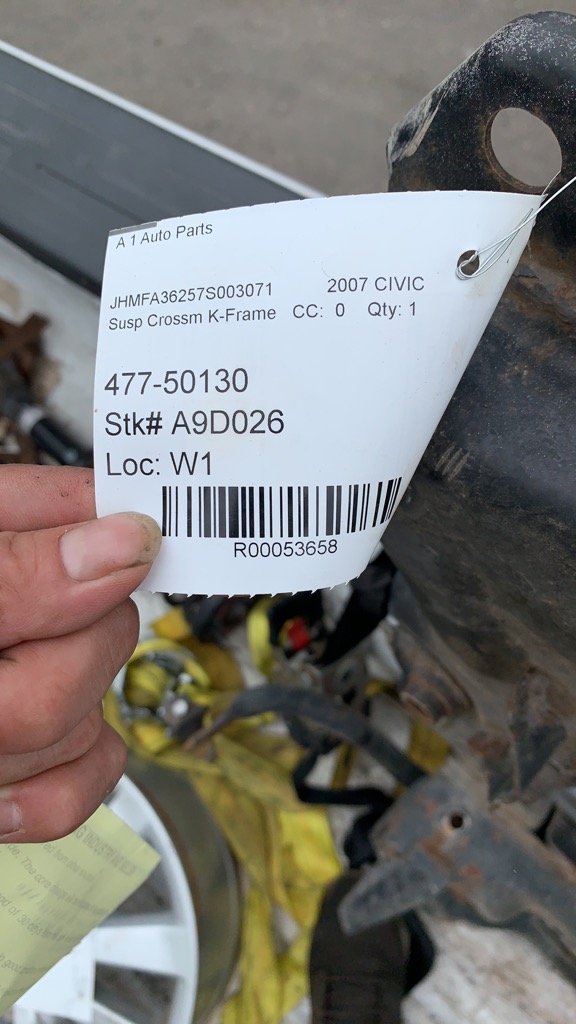 A 1 Auto Parts
JHMFA36257S003071 2007 CIVIC
Susp Crossm K-Frame CC: 0 Qty: 1
477-50130
Stk# A9D026
Loc: W1
R00053658